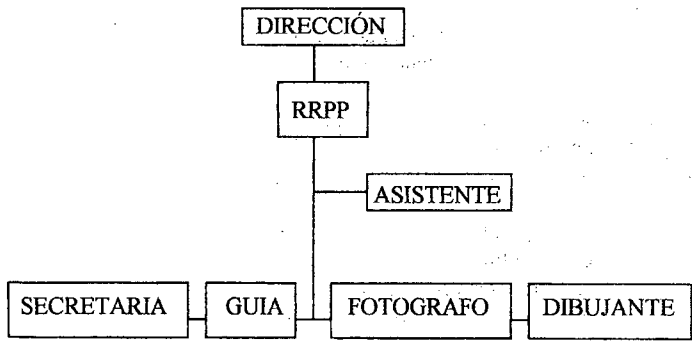 DIRECCIÓN
RRPP
ASISTENTE
SECRETARIA
GUIA
FOTOGRAFO
DIBUJANTE